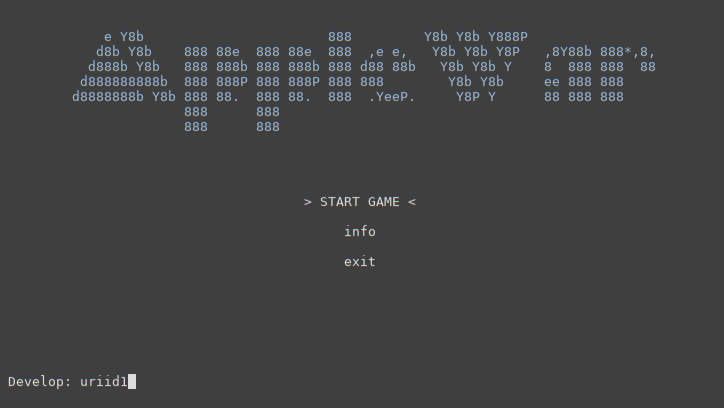 e Y8b 888 Y8b Y8b Y888P
d8b Y8b 888 88e 888 88e 888 ,e e, Y8b Y8b Y8P ,8Y88b 888*,8,
d888b Y8b 888 888b 888 888b 888 d88 88b Y8b Y8b Y 8 888 888 88
d888888888b 888 888P 888 888P 888 888 Y8b Y8b ee 888 888
d8888888b Y8b 888 88. 888 88. 888 .YeeP. Y8P Y 88 888 888
888 888
888 888
> START GAME <
info
exit
Develop: uriid1